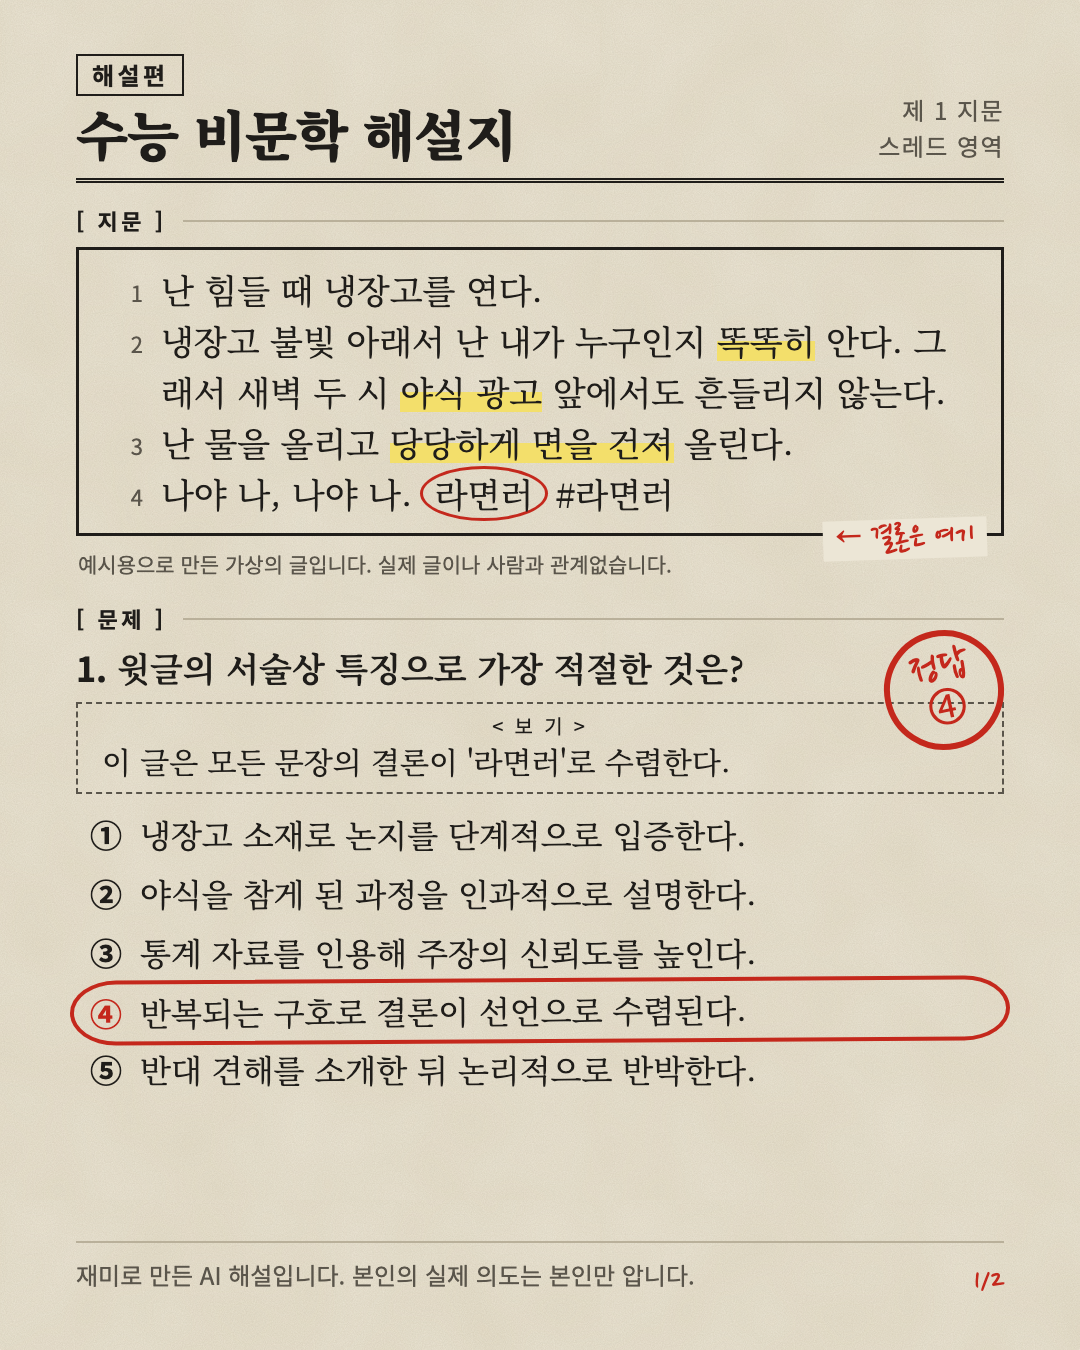 해설편
수능 비문학 해설지
제 1 지문
스레드 영역
[ 지문 ]
1 난 힘들 때 냉장고를 연다.
2 냉장고 불빛 아래서 난 내가 누구인지 똑똑히 안다. 그
래서 새벽 두 시 야식 광고 앞에서도 흔들리지 않는다.
3 난 물을 올리고 당당하게 면을 건져 올린다.
4 나야 나, 나야 나. 라면러 #라면러
← 결론은 여기
예시용으로 만든 가상의 글입니다. 실제 글이나 사람과 관계없습니다.
[ 문제 ]
1. 윗글의 서술상 특징으로 가장 적절한 것은?
정답
④
< 보 기 >
이 글은 모든 문장의 결론이 '라면러'로 수렴한다.
① 냉장고 소재로 논지를 단계적으로 입증한다.
② 야식을 참게 된 과정을 인과적으로 설명한다.
③ 통계 자료를 인용해 주장의 신뢰도를 높인다.
④ 반복되는 구호로 결론이 선언으로 수렴된다.
⑤ 반대 견해를 소개한 뒤 논리적으로 반박한다.
재미로 만든 AI 해설입니다. 본인의 실제 의도는 본인만 압니다.
1/2